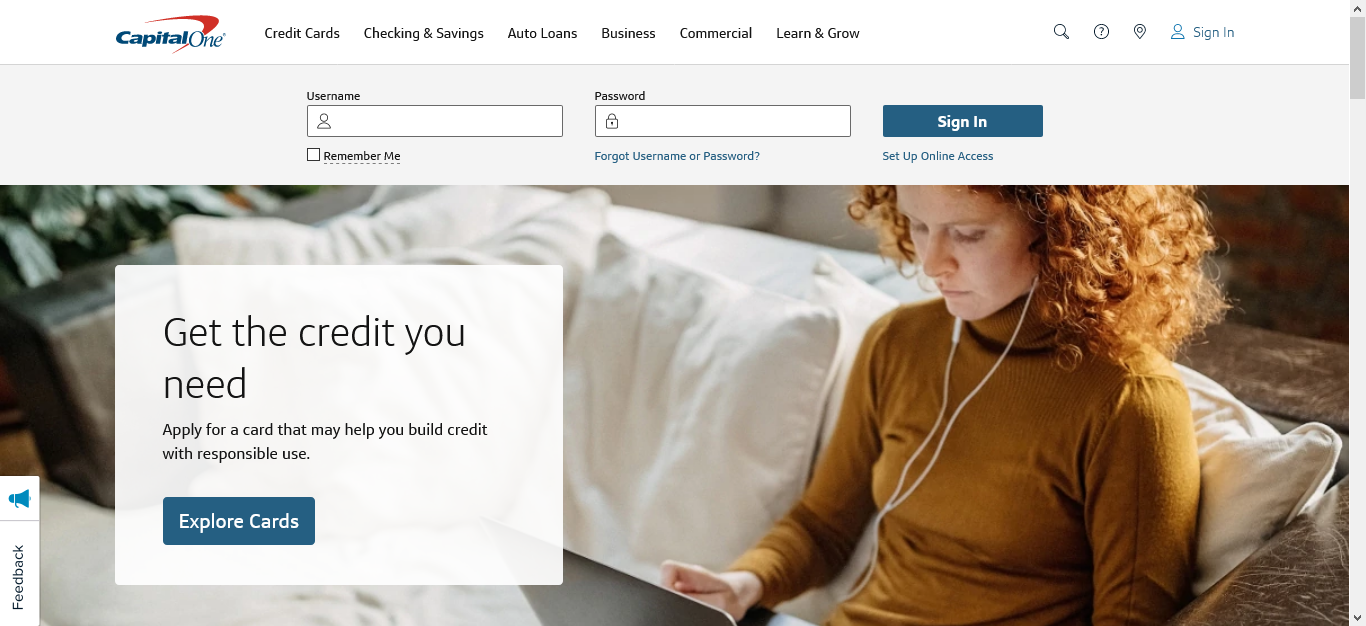 Capital One
Credit Cards
Checking & Savings
Auto Loans
Business
Commercial
Learn & Grow
Sign In
Username
Password
Sign In
Remember Me
Forgot Username or Password?
Set Up Online Access
Get the credit you
need
Apply for a card that may help you build credit
with responsible use.
Explore Cards
Feedback